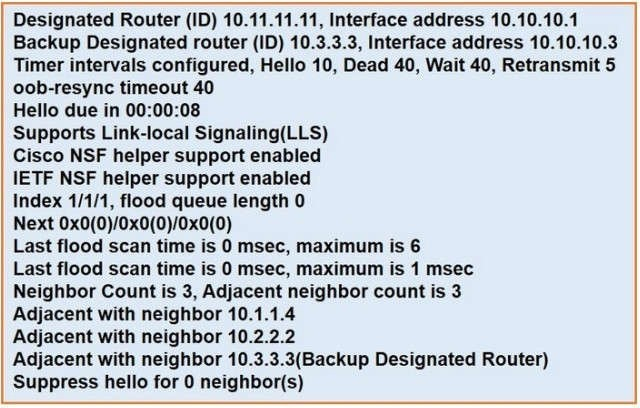 Designated Router (ID) 10.11.11.11, Interface address 10.10.10.1
Backup Designated router (ID) 10.3.3.3, Interface address 10.10.10.3
Timer intervals configured, Hello 10, Dead 40, Wait 40, Retransmit 5
oob-resync timeout 40
Hello due in 00:00:08
Supports Link-local Signaling(LLS)
Cisco NSF helper support enabled
IETF NSF helper support enabled
Index 1/1/1, flood queue length 0
Next 0x0(0)/0x0(0)/0x0(0)
Last flood scan time is 0 msec, maximum is 6
Last flood scan time is 0 msec, maximum is 1 msec
Neighbor Count is 3, Adjacent neighbor count is 3
Adjacent with neighbor 10.1.1.4
Adjacent with neighbor 10.2.2.2
Adjacent with neighbor 10.3.3.3(Backup Designated Router)
Suppress hello for 0 neighbor(s)